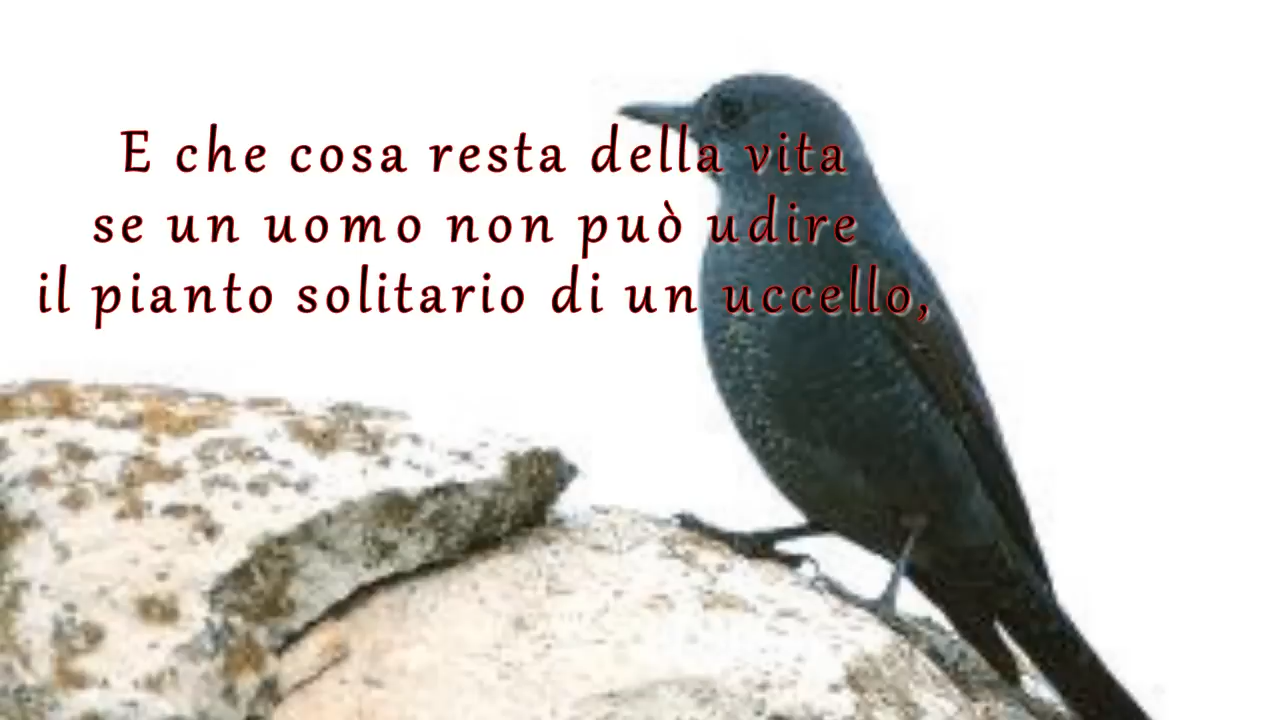 E che cosa resta della vita
se un uomo non può udire
il pianto solitario di un uccello,